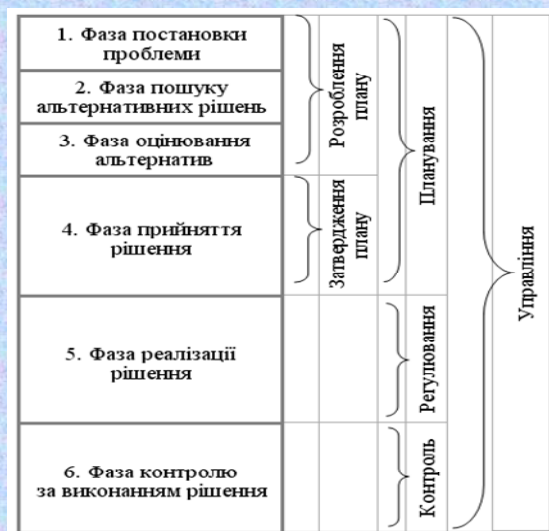 1. Фаза постановки
проблеми
2. Фаза пошуку
альтернативних рішень
3. Фаза оцінювання
альтернатив
4. Фаза прийняття
рішення
5. Фаза реалізації
рішення
6. Фаза контролю
за виконанням рішення
Розроблення
плану
Затвердження
плану
Планування
Регулювання
Контроль
Управління